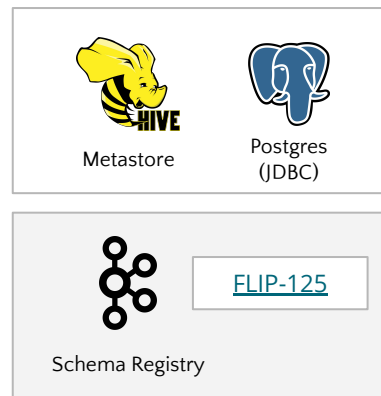 HIVE
Metastore
Postgres
(JDBC)
FLIP-125
Schema Registry